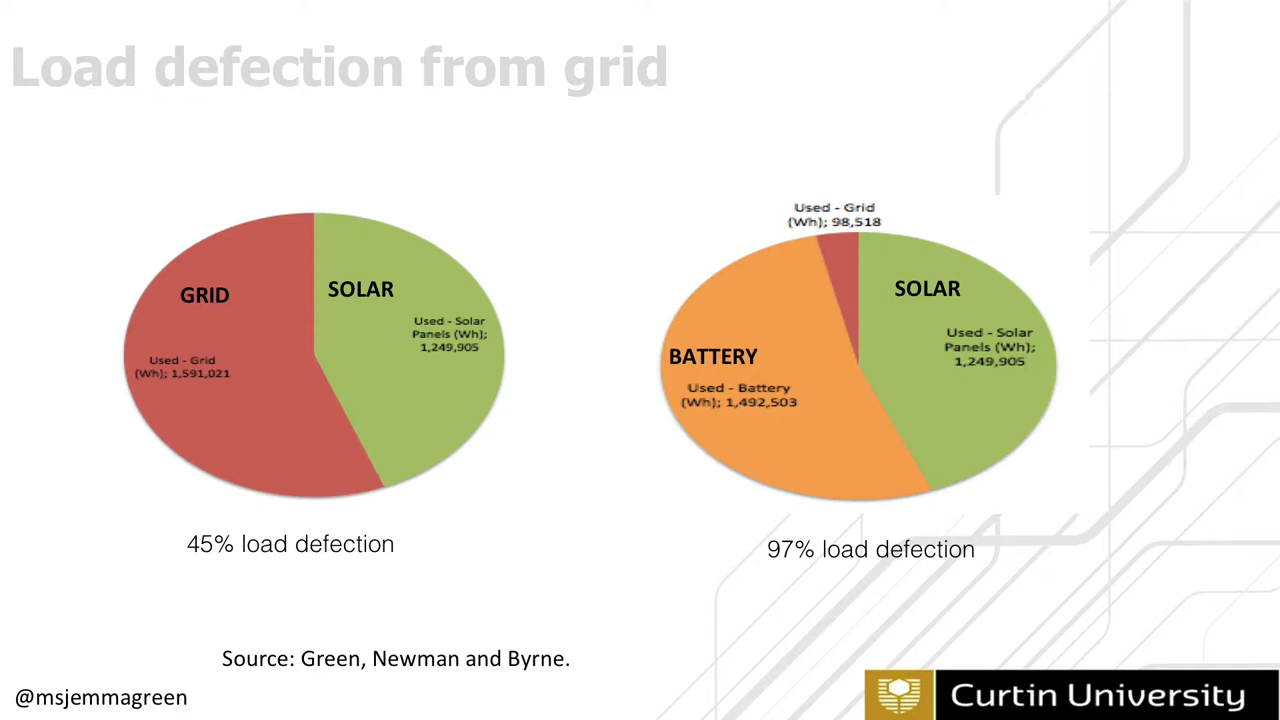 Load defection from grid
GRID
Used - Grid
(Wh); 1,591,021
SOLAR
Used - Solar
Panels (Wh);
1,249,905
45% load defection
Used - Grid
(Wh); 98,518
BATTERY
Used - Battery
(Wh); 1,492,503
SOLAR
Used - Solar
Panels (Wh);
1,249,905
97% load defection
Source: Green, Newman and Byrne.
@msjemmagreen
Curtin University